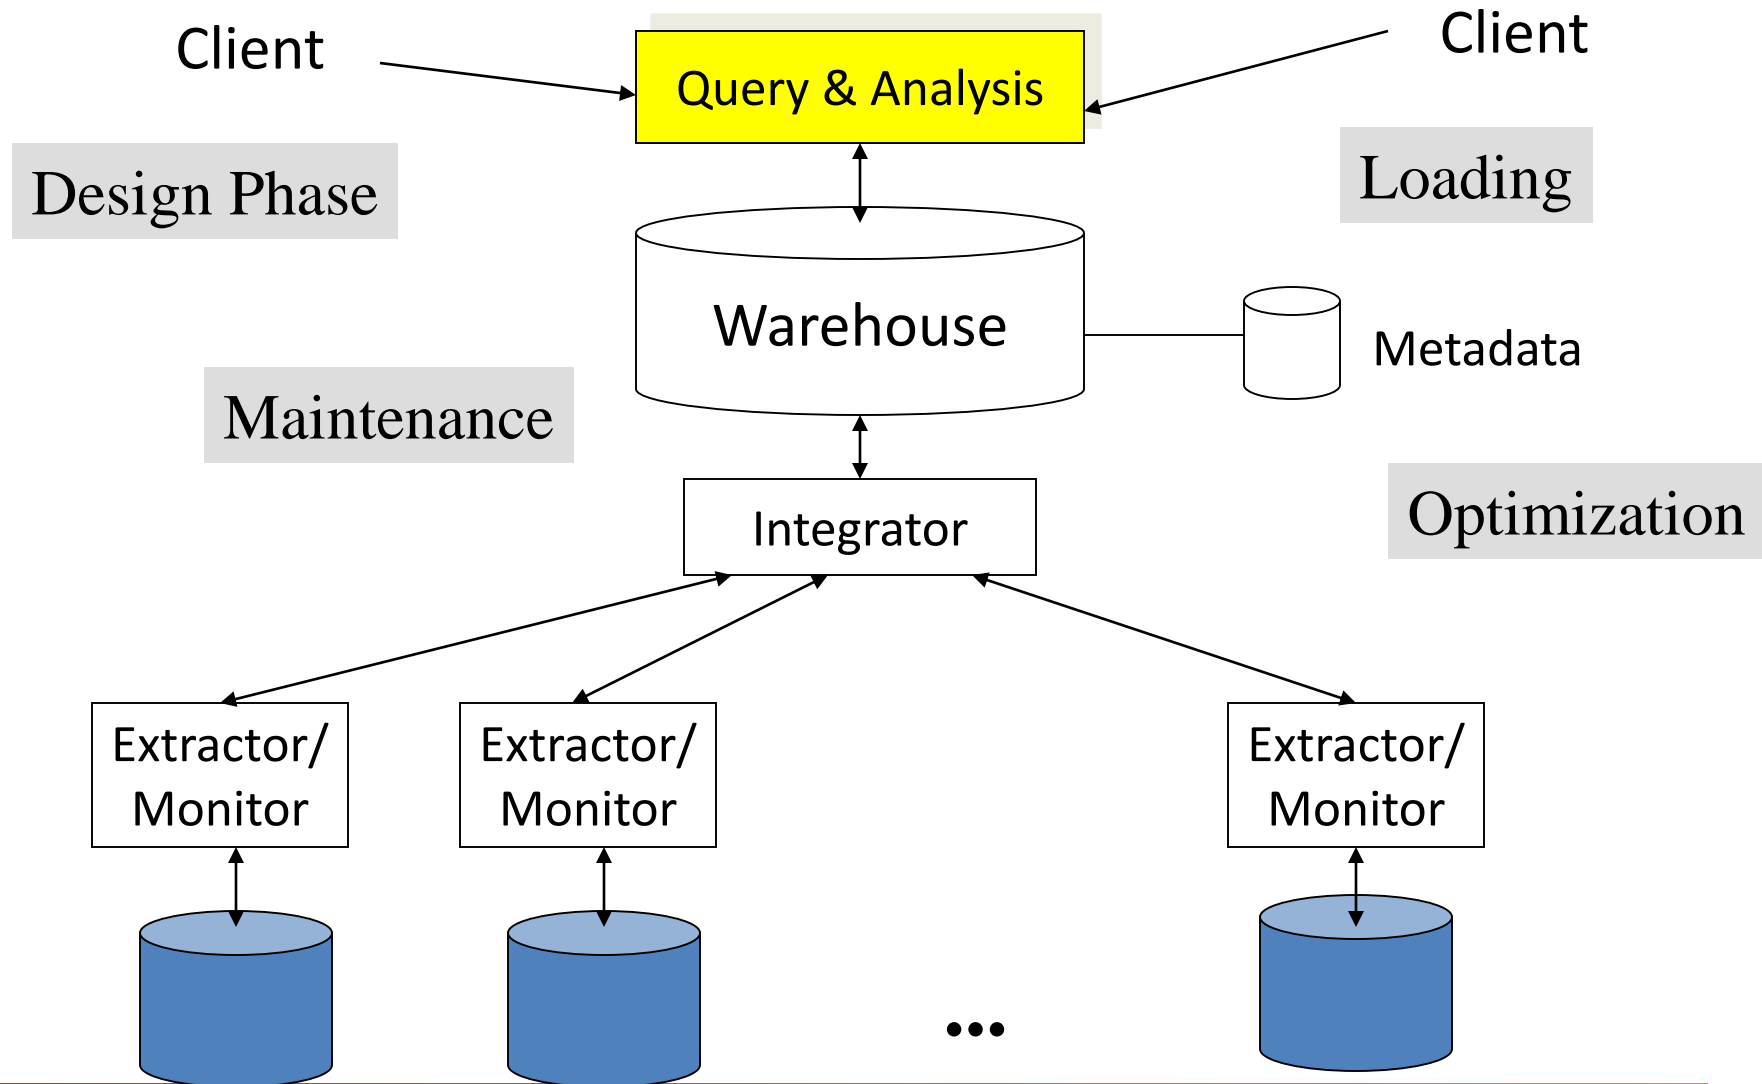 Client
Client
Query & Analysis
Design Phase
Loading
Warehouse
Metadata
Maintenance
Optimization
Integrator
Extractor/
Monitor
Extractor/
Monitor
Extractor/
Monitor
...